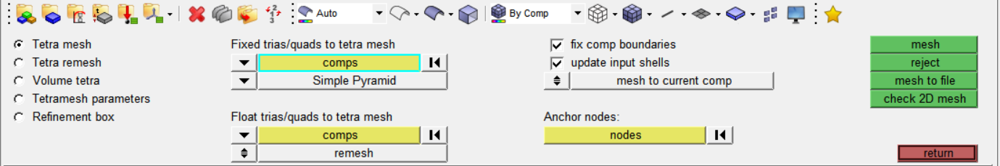 Auto By Comp
Tetra mesh Fixed trias/quads to tetra mesh fix comp boundaries mesh
Tetra remesh comps update input shells reject
Volume tetra Simple Pyramid mesh to current comp mesh to file
Tetramesh parameters check 2D mesh
Refinement box Float trias/quads to tetra mesh Anchor nodes:
comps nodes
remesh return